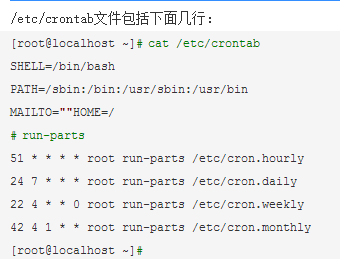 /etc/crontab文件包括下面几行:
[root@localhost ~]# cat /etc/crontab
SHELL=/bin/bash
PATH=/sbin:/bin:/usr/sbin:/usr/bin
MAILTO=""HOME=/
# run-parts
51 * * * * root run-parts /etc/cron.hourly
24 7 * * * root run-parts /etc/cron.daily
22 4 * * 0 root run-parts /etc/cron.weekly
42 4 1 * * root run-parts /etc/cron.monthly
[root@localhost ~]#